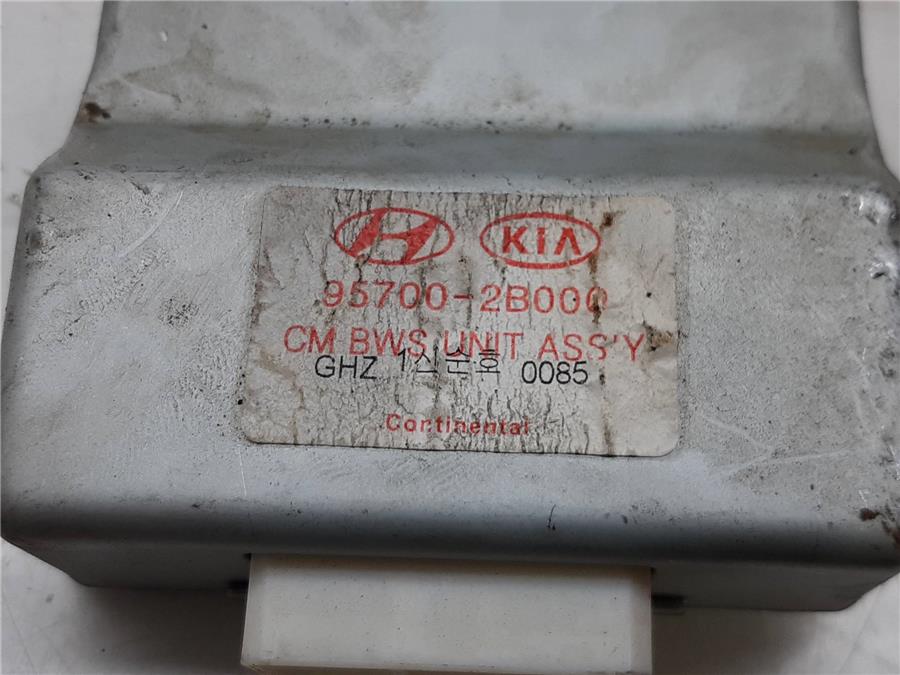 H KIA
95700-2B000
CM BWS UNIT ASS'Y
GHZ 1신순호 0085
Continental